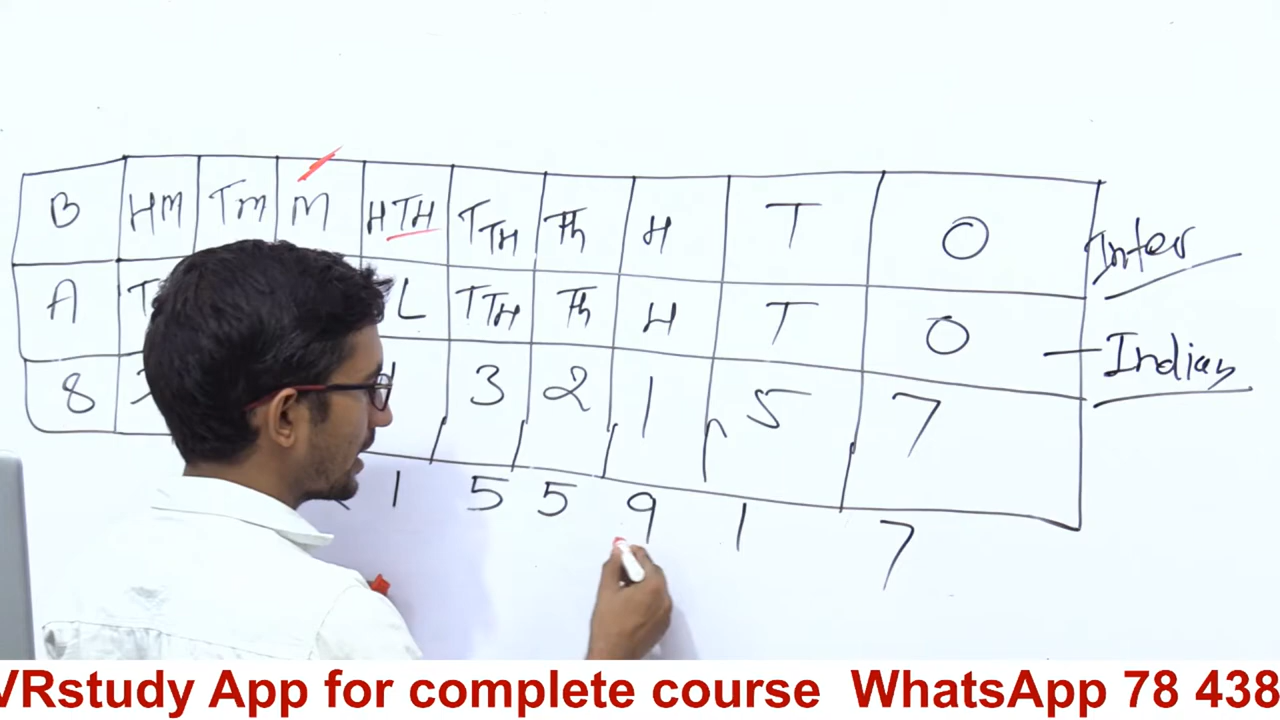 B HM TM M HTH TTH Th H T O Inter
A T L TTH Th H T O — Indian
8 3 2 1 5 7
1 5 5 9 1 7
VRstudy App for complete course WhatsApp 78 438